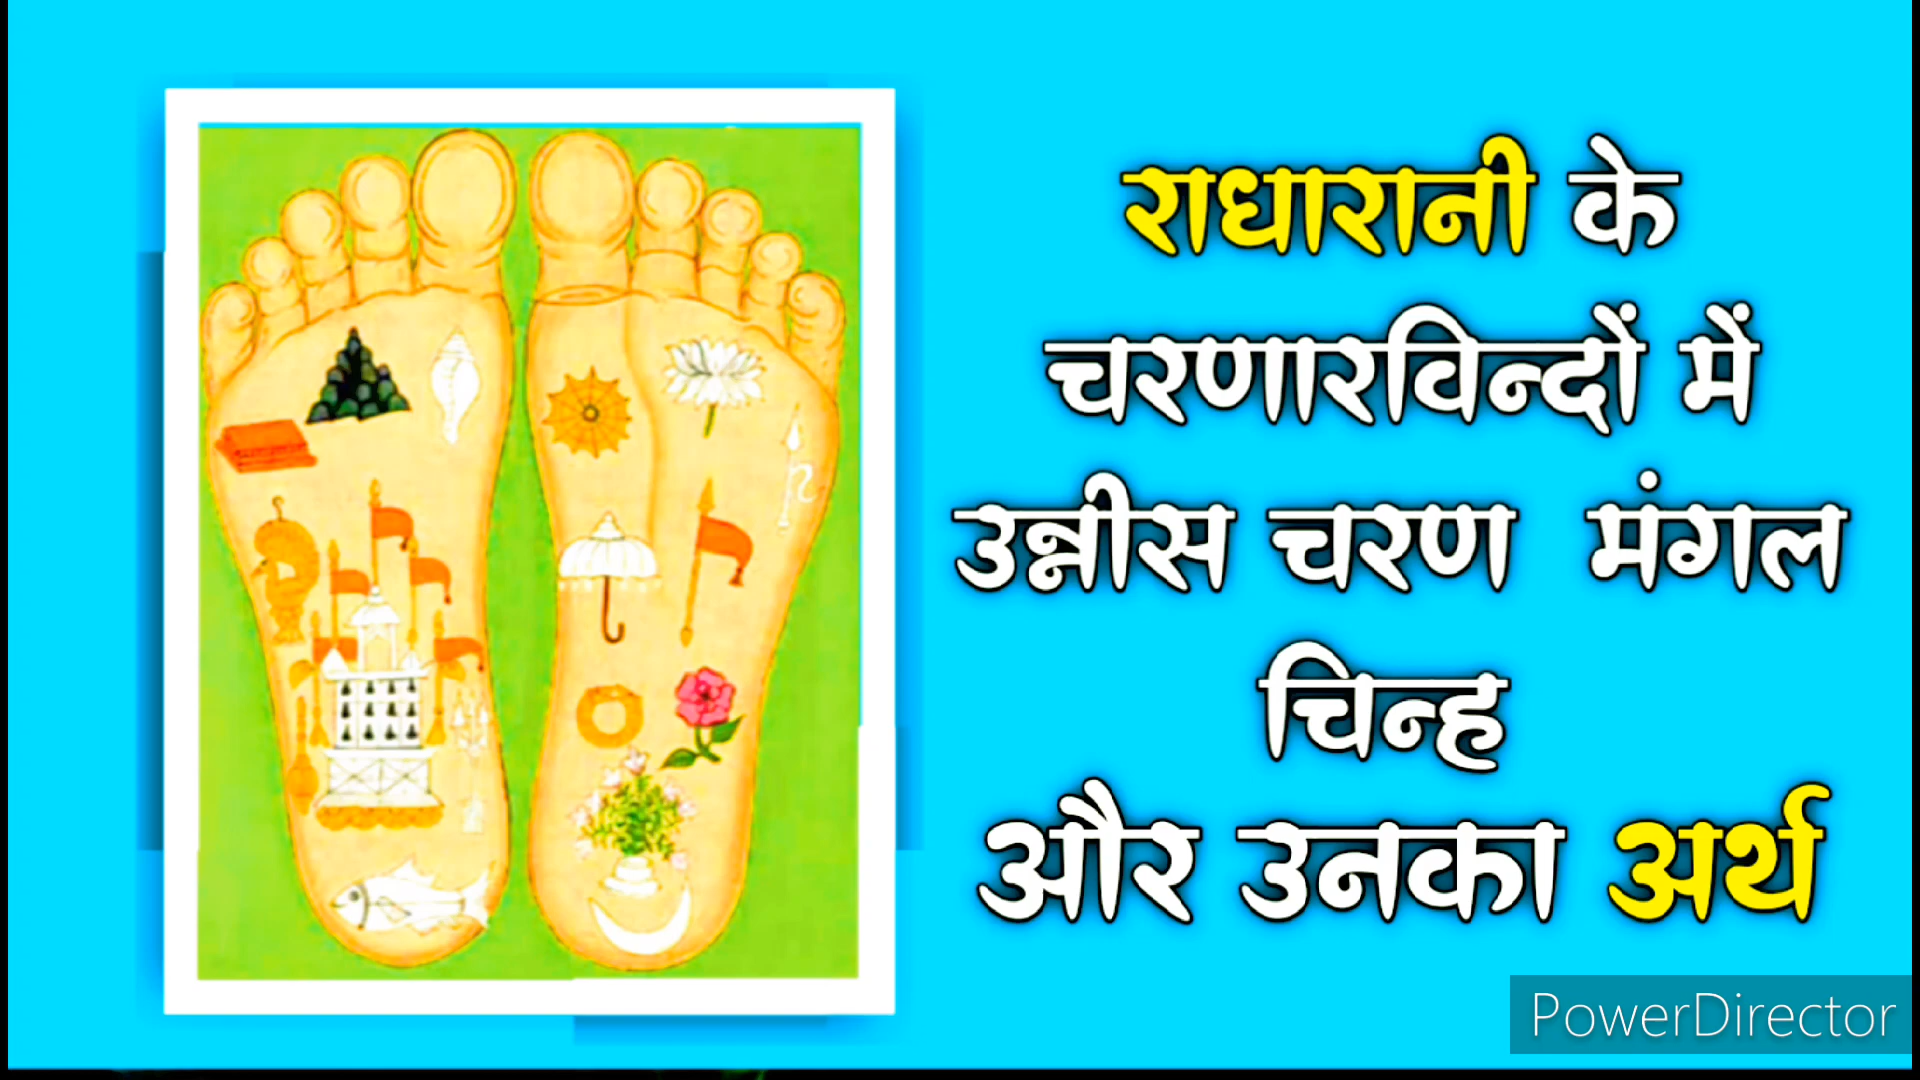 राधारानी के
चरणारविन्दों में
उन्नीस चरण मंगल
चिन्ह
और उनका अर्थ
PowerDirector